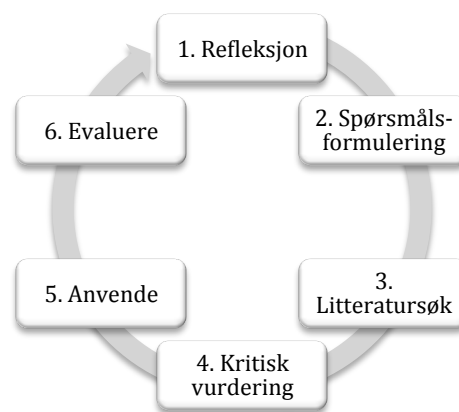 1. Refleksjon
2. Spørsmåls-
formulering
3.
Litteratursøk
4. Kritisk
vurdering
5. Anvende
6. Evaluere